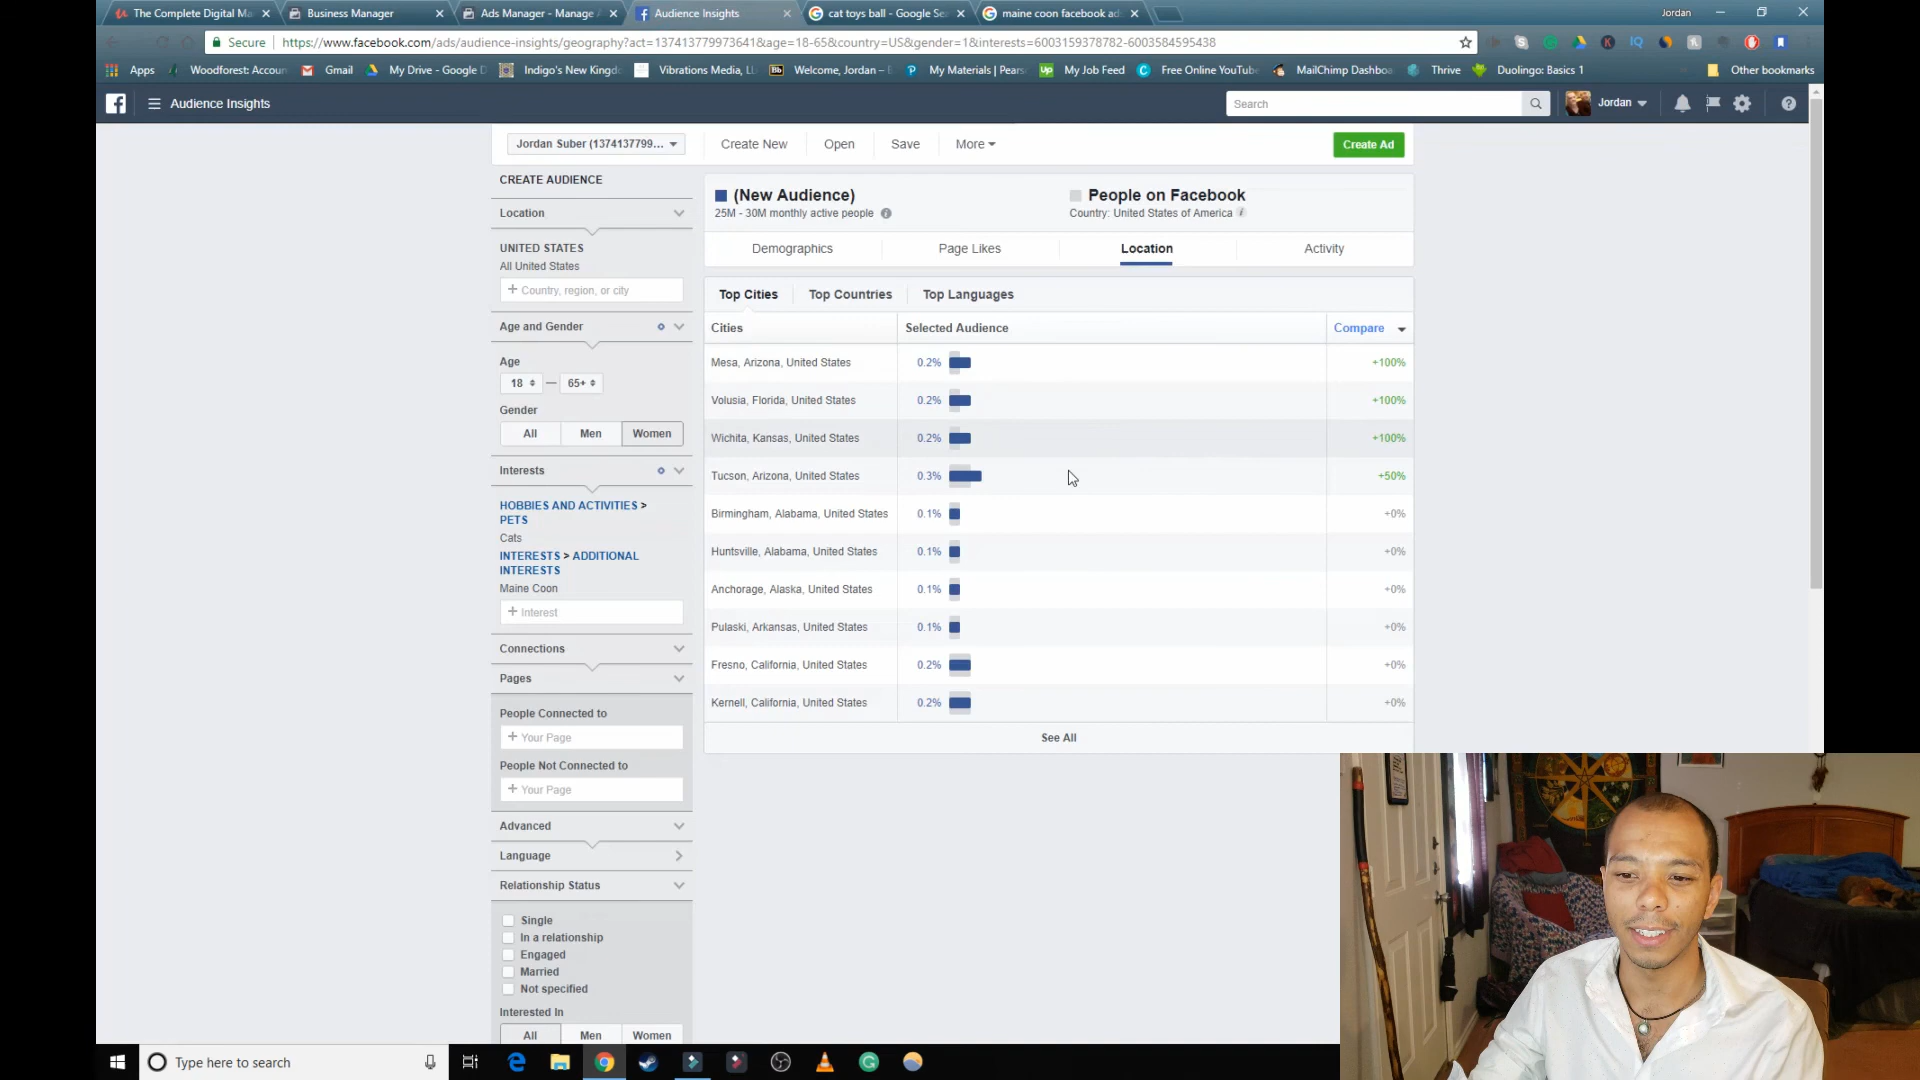 The Complete Digital Ma
Business Manager
Ads Manager - Manage A
Audience Insights
cat toys ball - Google Se
maine coon facebook ad
Jordan
Secure
https://www.facebook.com/ads/audience-insights/geography?act=137413779973641&age=18-65&country=US&gender=1&interests=6003159378782-6003584595438
Apps
Woodforest: Accoun
Gmail
My Drive - Google D
Indigo's New Kingdo
Vibrations Media, LL
Welcome, Jordan –
My Materials | Pears
My Job Feed
Free Online YouTube
MailChimp Dashboa
Thrive
Duolingo: Basics 1
Other bookmarks
Audience Insights
Search
Jordan
Jordan Suber (1374137799...
Create New
Open
Save
More
Create Ad
CREATE AUDIENCE
Location
UNITED STATES
All United States
+ Country, region, or city
Age and Gender
Age
18 — 65+
Gender
All
Men
Women
Interests
HOBBIES AND ACTIVITIES >
PETS
Cats
INTERESTS > ADDITIONAL
INTERESTS
Maine Coon
+ Interest
Connections
Pages
People Connected to
+ Your Page
People Not Connected to
+ Your Page
Advanced
Language
Relationship Status
Single
In a relationship
Engaged
Married
Not specified
Interested In
All
Men
Women
(New Audience)
25M - 30M monthly active people
People on Facebook
Country: United States of America
Demographics
Page Likes
Location
Activity
Top Cities
Top Countries
Top Languages
Cities
Selected Audience
Compare
Mesa, Arizona, United States 0.2% +100%
Volusia, Florida, United States 0.2% +100%
Wichita, Kansas, United States 0.2% +100%
Tucson, Arizona, United States 0.3% +50%
Birmingham, Alabama, United States 0.1% +0%
Huntsville, Alabama, United States 0.1% +0%
Anchorage, Alaska, United States 0.1% +0%
Pulaski, Arkansas, United States 0.1% +0%
Fresno, California, United States 0.2% +0%
Kernell, California, United States 0.2% +0%
See All
Type here to search